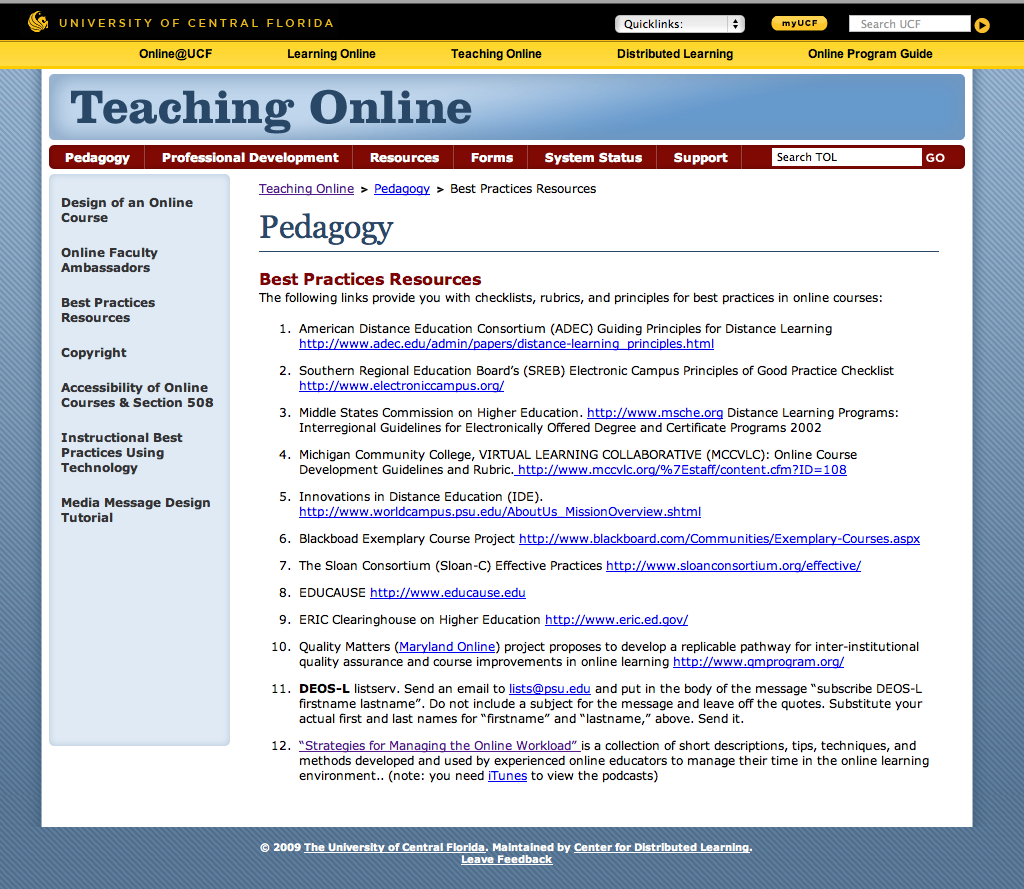 UNIVERSITY OF CENTRAL FLORIDA
Quicklinks:
myUCF
Search UCF
Online@UCF
Learning Online
Teaching Online
Distributed Learning
Online Program Guide
Teaching Online
Pedagogy
Professional Development
Resources
Forms
System Status
Support
Search TOL
GO
Design of an Online
Course
Online Faculty
Ambassadors
Best Practices
Resources
Copyright
Accessibility of Online
Courses & Section 508
Instructional Best
Practices Using
Technology
Media Message Design
Tutorial
Teaching Online > Pedagogy > Best Practices Resources
Pedagogy
Best Practices Resources
The following links provide you with checklists, rubrics, and principles for best practices in online courses:
1. American Distance Education Consortium (ADEC) Guiding Principles for Distance Learning
http://www.adec.edu/admin/papers/distance-learning_principles.html
2. Southern Regional Education Board's (SREB) Electronic Campus Principles of Good Practice Checklist
http://www.electroniccampus.org/
3. Middle States Commission on Higher Education. http://www.msche.org Distance Learning Programs:
Interregional Guidelines for Electronically Offered Degree and Certificate Programs 2002
4. Michigan Community College, VIRTUAL LEARNING COLLABORATIVE (MCCVLC): Online Course
Development Guidelines and Rubric. http://www.mccvlc.org/%7Estaff/content.cfm?ID=108
5. Innovations in Distance Education (IDE).
http://www.worldcampus.psu.edu/AboutUs_MissionOverview.shtml
6. Blackboad Exemplary Course Project http://www.blackboard.com/Communities/Exemplary-Courses.aspx
7. The Sloan Consortium (Sloan-C) Effective Practices http://www.sloanconsortium.org/effective/
8. EDUCAUSE http://www.educause.edu
9. ERIC Clearinghouse on Higher Education http://www.eric.ed.gov/
10. Quality Matters (Maryland Online) project proposes to develop a replicable pathway for inter-institutional
quality assurance and course improvements in online learning http://www.qmprogram.org/
11. DEOS-L listserv. Send an email to lists@psu.edu and put in the body of the message “subscribe DEOS-L
firstname lastname”. Do not include a subject for the message and leave off the quotes. Substitute your
actual first and last names for “firstname” and “lastname,” above. Send it.
12. “Strategies for Managing the Online Workload” is a collection of short descriptions, tips, techniques, and
methods developed and used by experienced online educators to manage their time in the online learning
environment.. (note: you need iTunes to view the podcasts)
© 2009 The University of Central Florida. Maintained by Center for Distributed Learning.
Leave Feedback